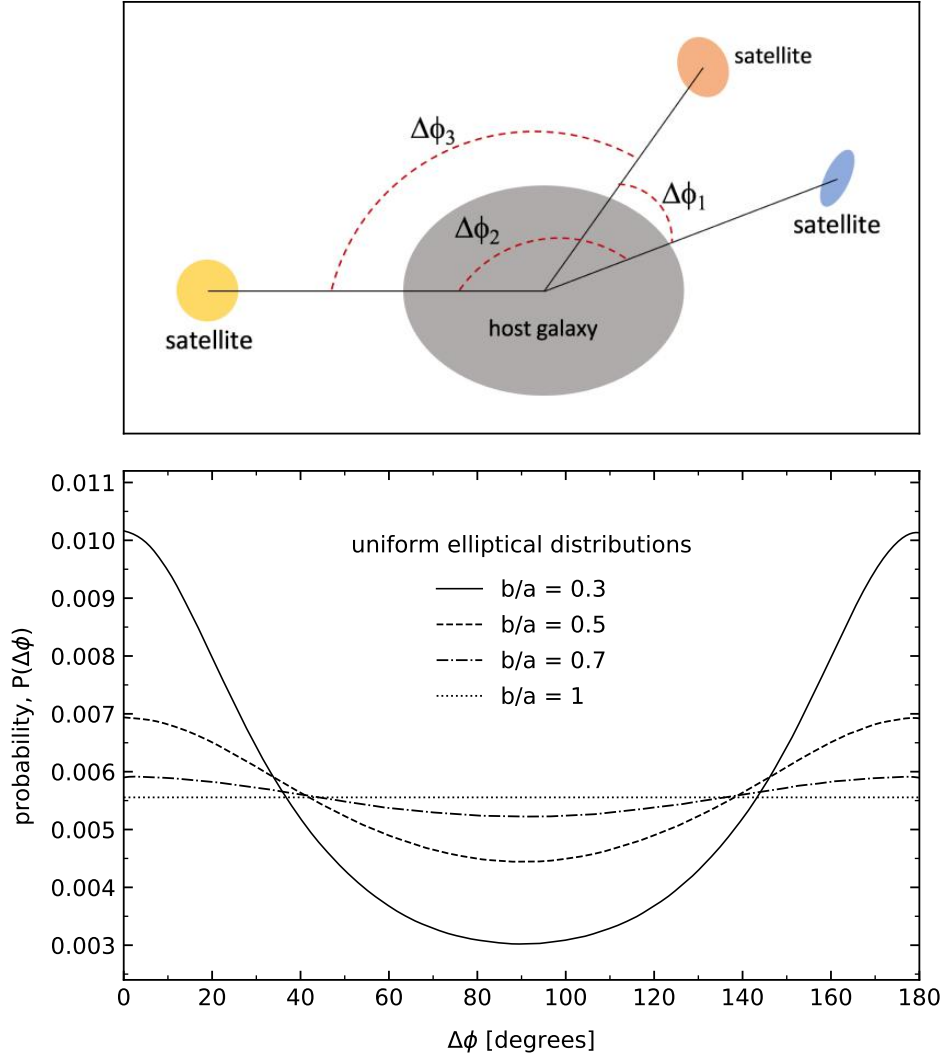 satellite
Δϕ₃
Δϕ₁
Δϕ₂
satellite
host galaxy
satellite
0.011
0.010
0.009
0.008
0.007
0.006
0.005
0.004
0.003
probability, P(Δϕ)
uniform elliptical distributions
b/a = 0.3
b/a = 0.5
b/a = 0.7
b/a = 1
0 20 40 60 80 100 120 140 160 180
Δϕ [degrees]